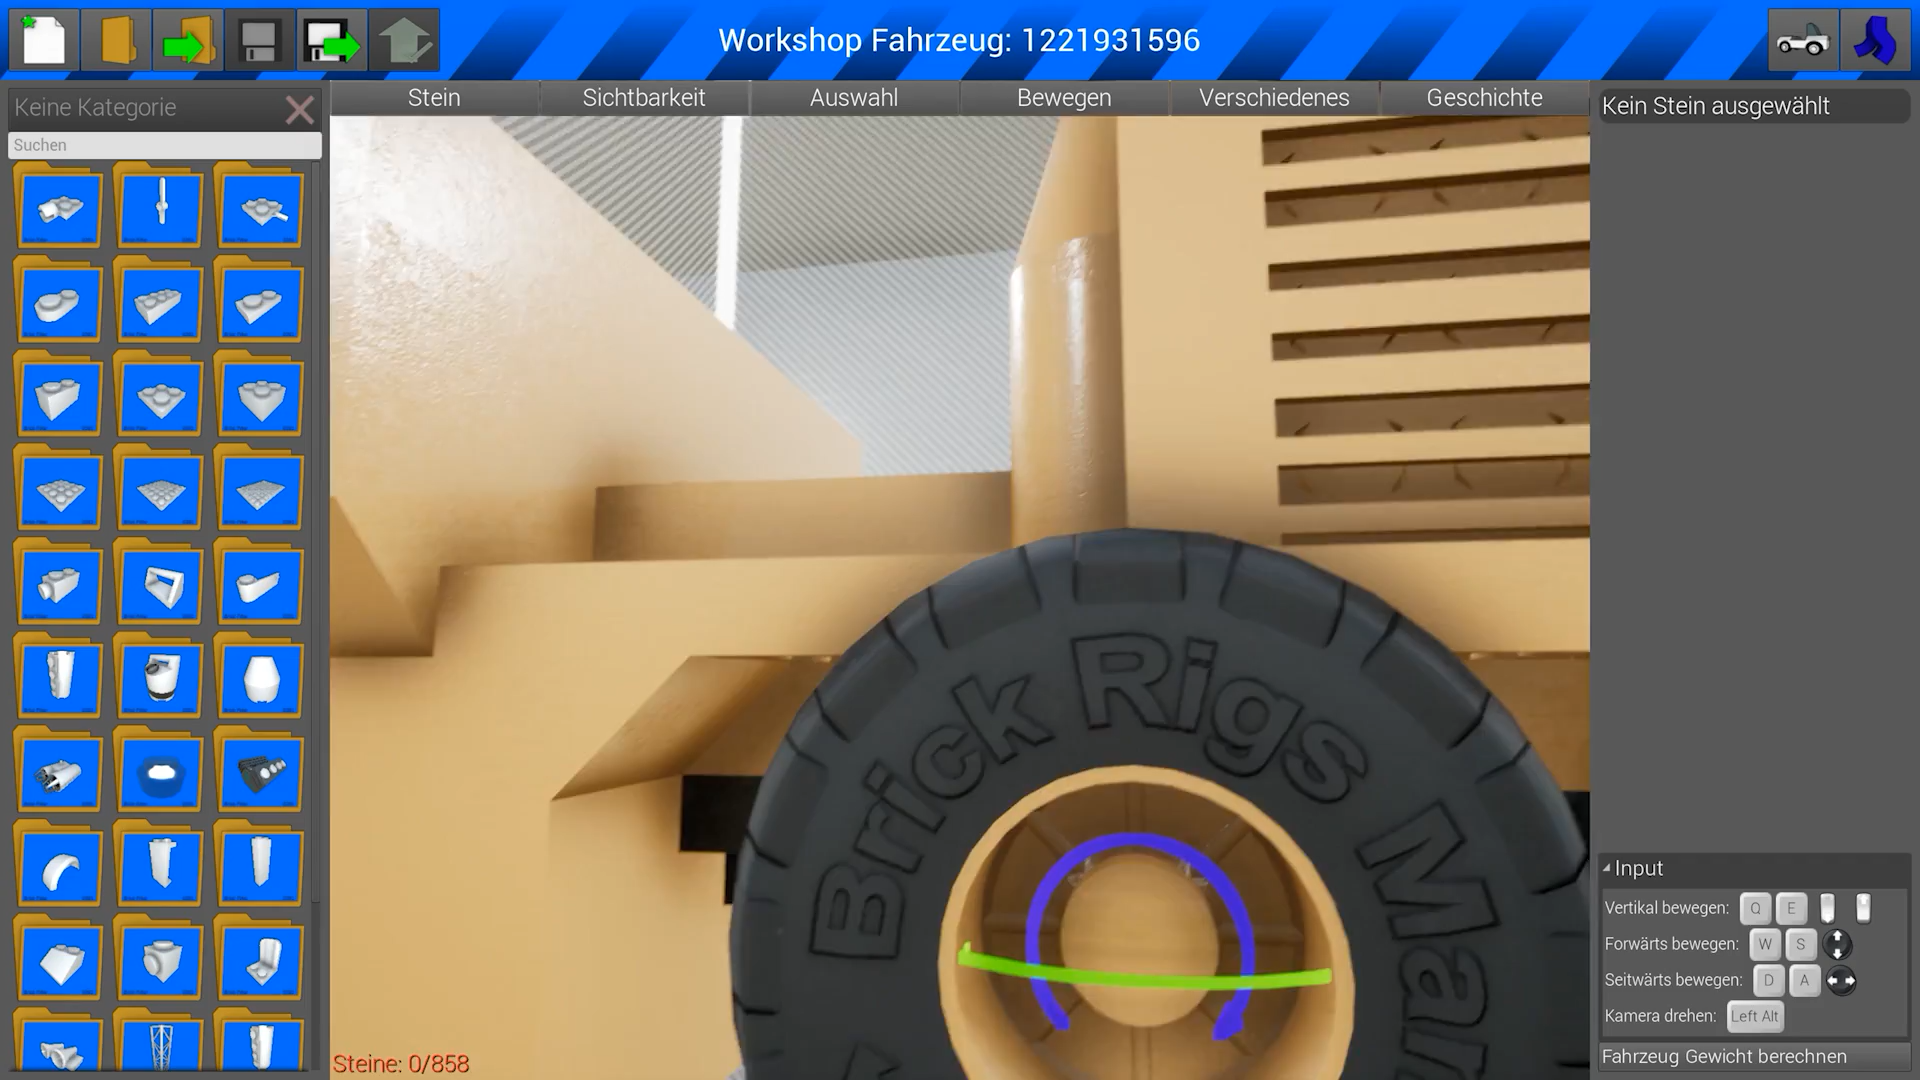 Workshop Fahrzeug: 1221931596
Keine Kategorie
Suchen
Stein
Sichtbarkeit
Auswahl
Bewegen
Verschiedenes
Geschichte
Kein Stein ausgewählt
Brick Rigs Man
Steine: 0/858
Input
Vertikal bewegen: Q E
Forwärts bewegen: W S
Seitwärts bewegen: D A
Kamera drehen: Left Alt
Fahrzeug Gewicht berechnen